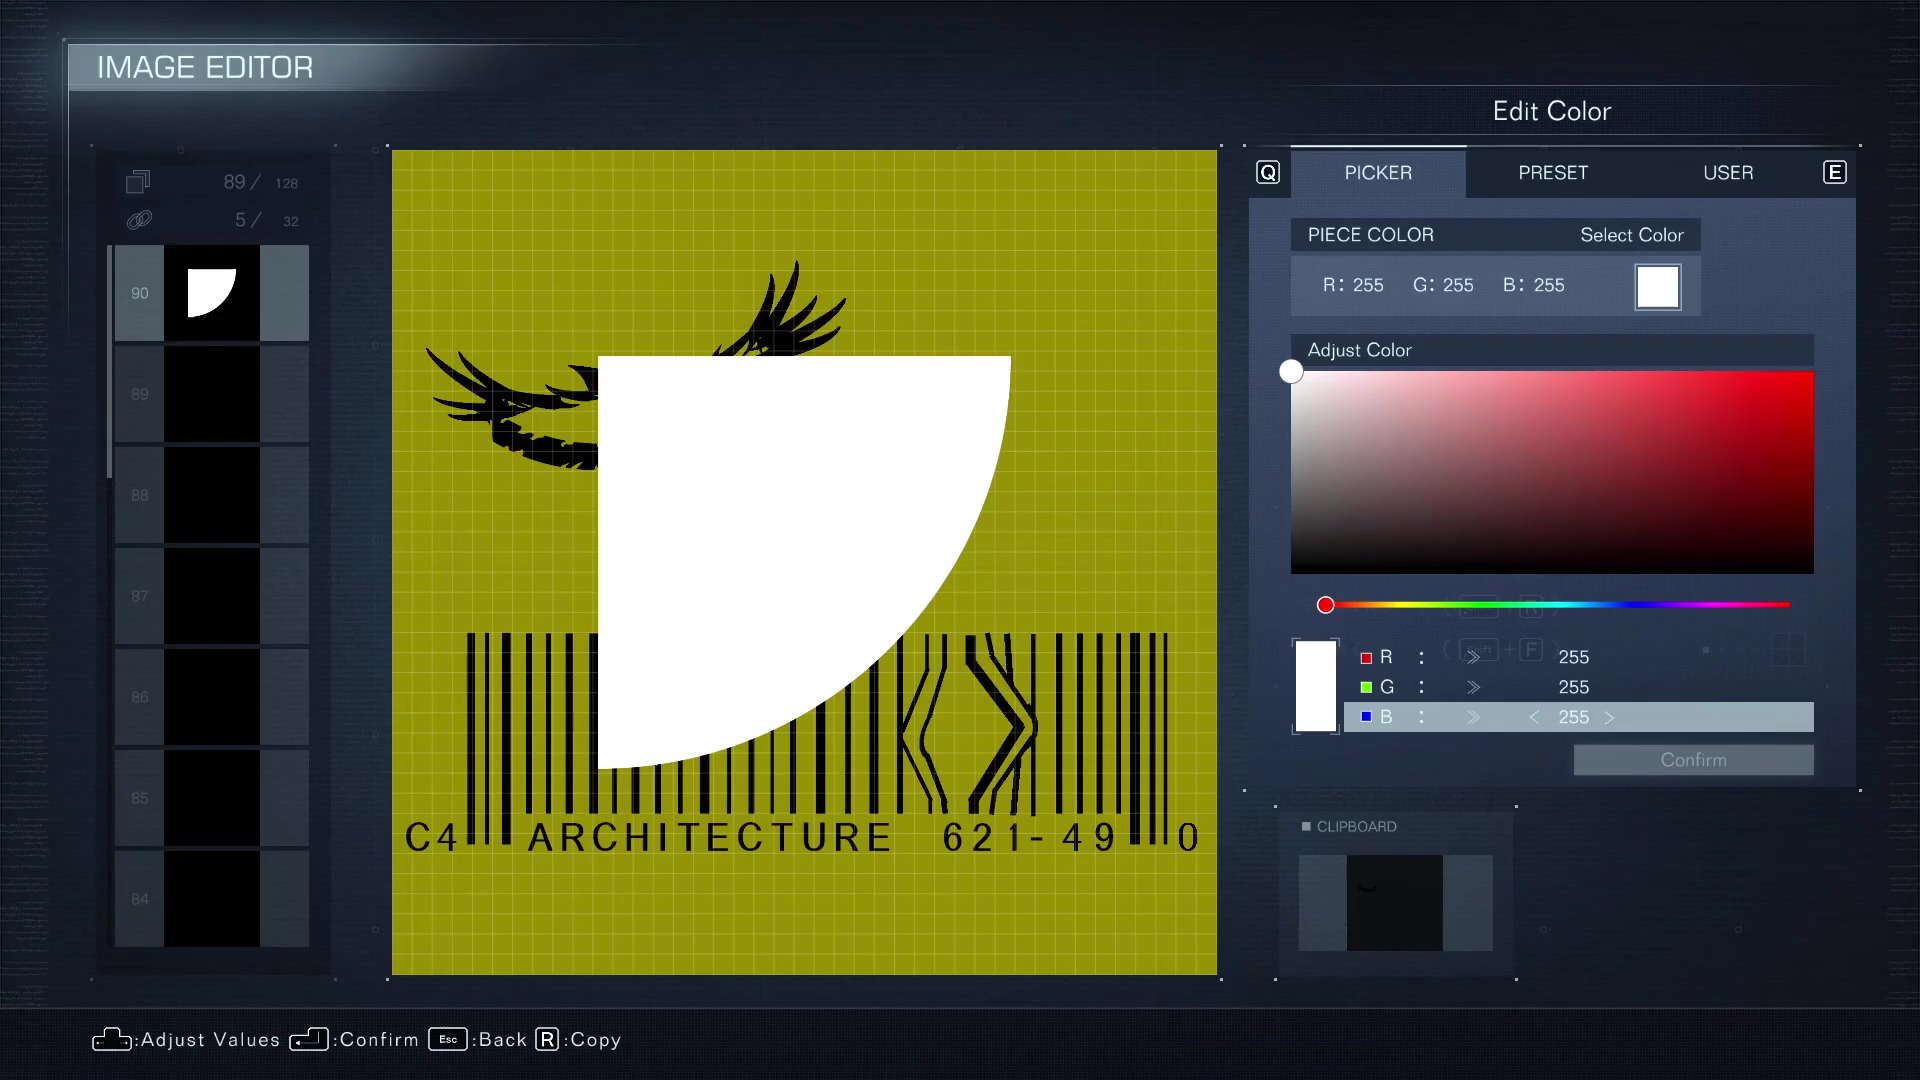 IMAGE EDITOR
Edit Color
89 / 128
5 / 32
90
89
88
87
86
85
84
Q PICKER PRESET USER E
PIECE COLOR Select Color
R: 255 G: 255 B: 255
Adjust Color
R : 255
G : 255
B : < 255 >
Confirm
( Shift + F )
CLIPBOARD
C4 ARCHITECTURE 621-49 0
:Adjust Values :Confirm Esc :Back R :Copy